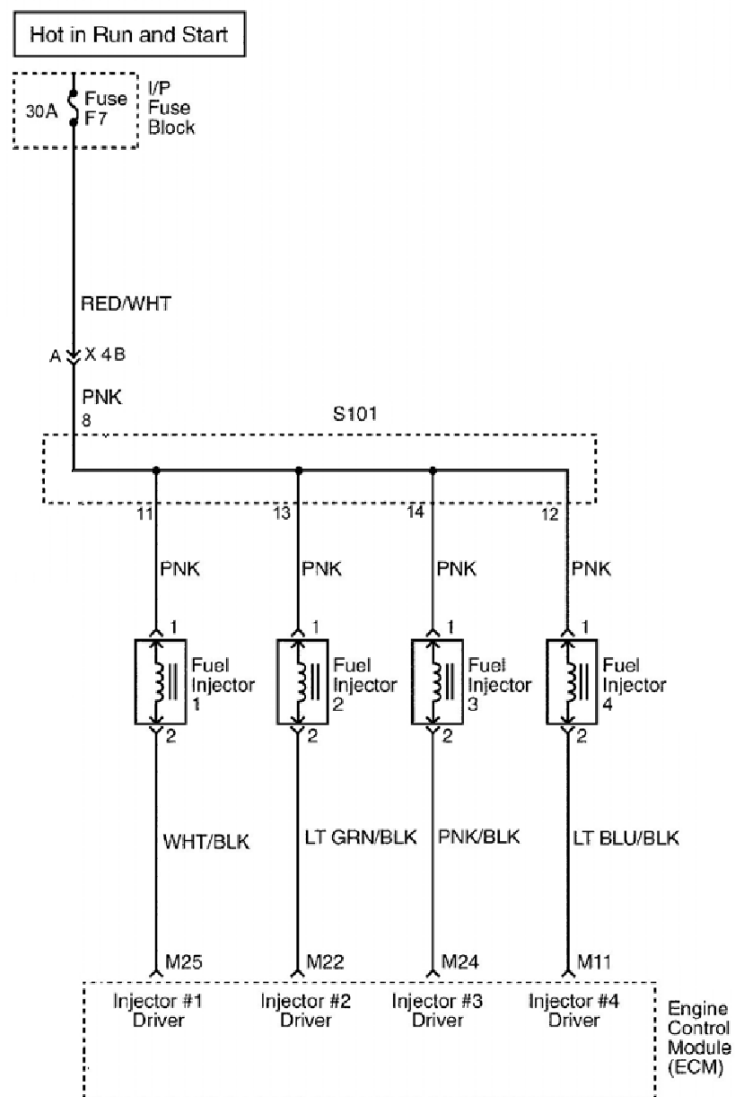 Hot in Run and Start
30A
Fuse
F7
I/P
Fuse
Block
RED/WHT
A
X 4B
PNK
8
S101
11
13
14
12
PNK
PNK
PNK
PNK
1
1
1
1
Fuel
Injector
1
Fuel
Injector
2
Fuel
Injector
3
Fuel
Injector
4
2
2
2
2
WHT/BLK
LT GRN/BLK
PNK/BLK
LT BLU/BLK
M25
M22
M24
M11
Injector #1
Driver
Injector #2
Driver
Injector #3
Driver
Injector #4
Driver
Engine
Control
Module
(ECM)